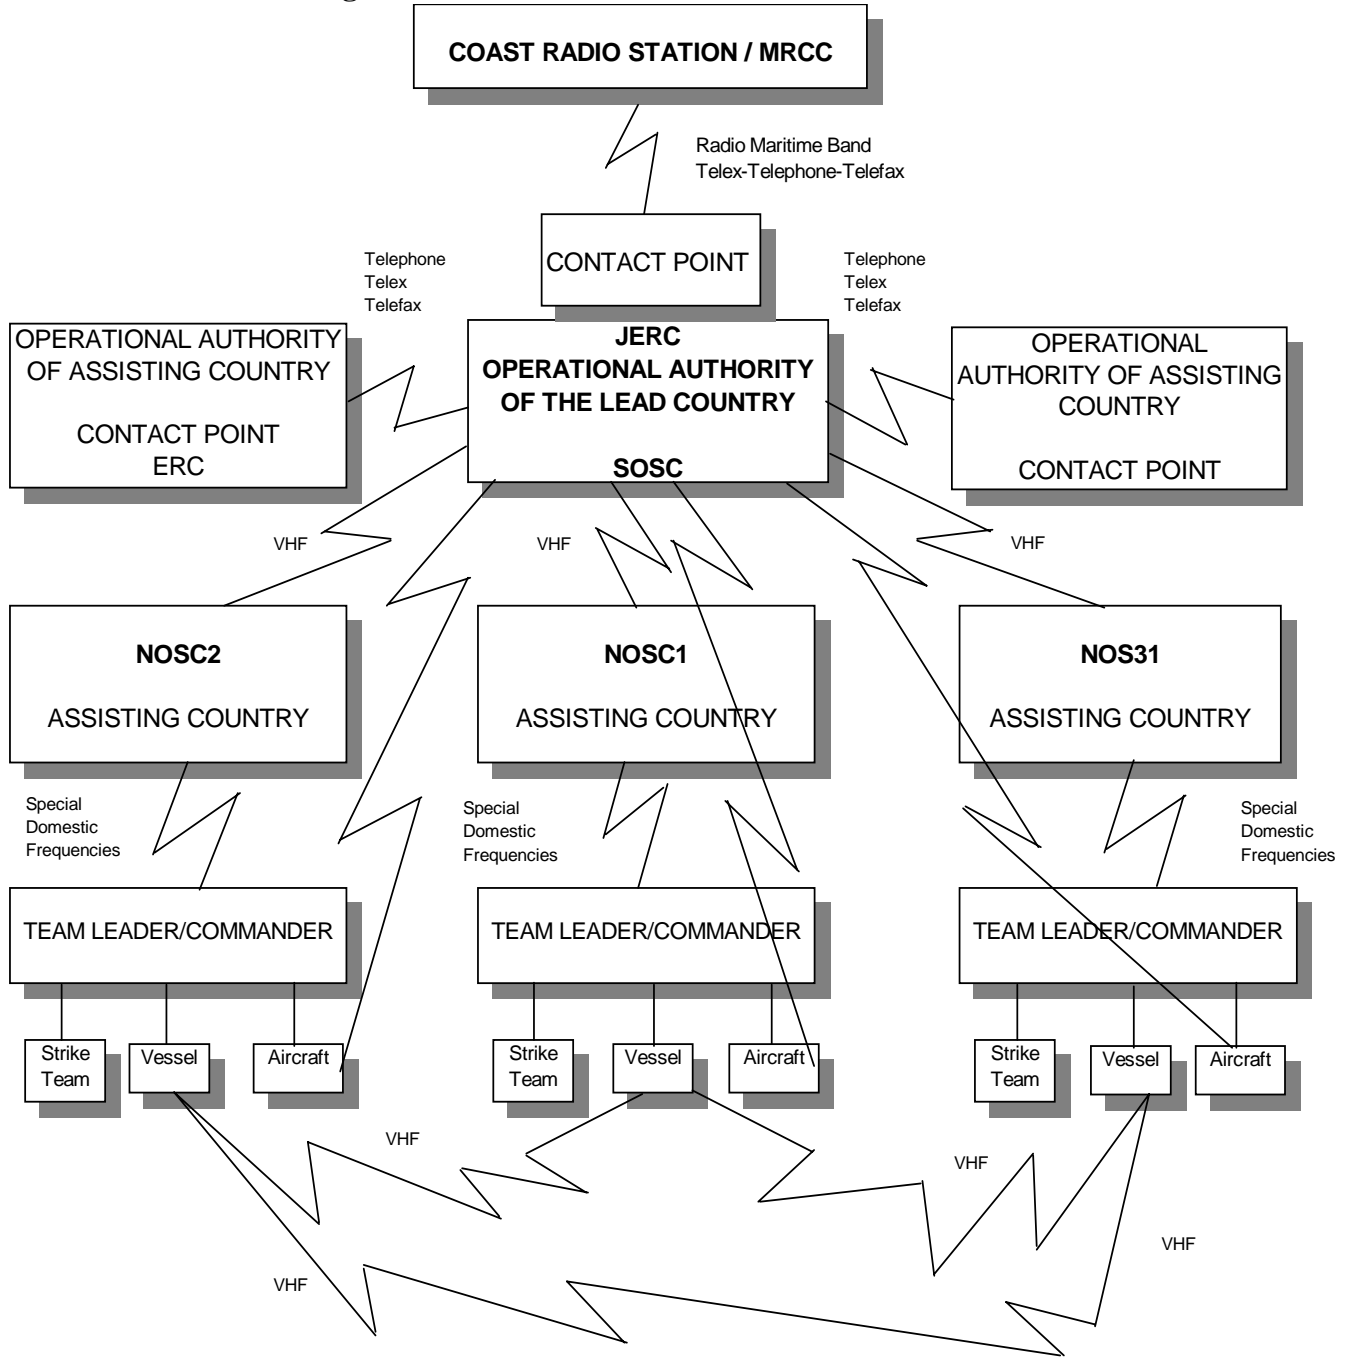 COAST RADIO STATION / MRCC
Radio Maritime Band
Telex-Telephone-Telefax
CONTACT POINT
Telephone
Telex
Telefax
Telephone
Telex
Telefax
OPERATIONAL AUTHORITY
OF ASSISTING COUNTRY
CONTACT POINT
ERC
JERC
OPERATIONAL AUTHORITY
OF THE LEAD COUNTRY
SOSC
OPERATIONAL
AUTHORITY OF ASSISTING
COUNTRY
CONTACT POINT
VHF
VHF
VHF
NOSC2
ASSISTING COUNTRY
NOSC1
ASSISTING COUNTRY
NOS31
ASSISTING COUNTRY
Special
Domestic
Frequencies
Special
Domestic
Frequencies
Special
Domestic
Frequencies
TEAM LEADER/COMMANDER
TEAM LEADER/COMMANDER
TEAM LEADER/COMMANDER
Strike
Team
Vessel
Aircraft
Strike
Team
Vessel
Aircraft
Strike
Team
Vessel
Aircraft
VHF
VHF
VHF
VHF